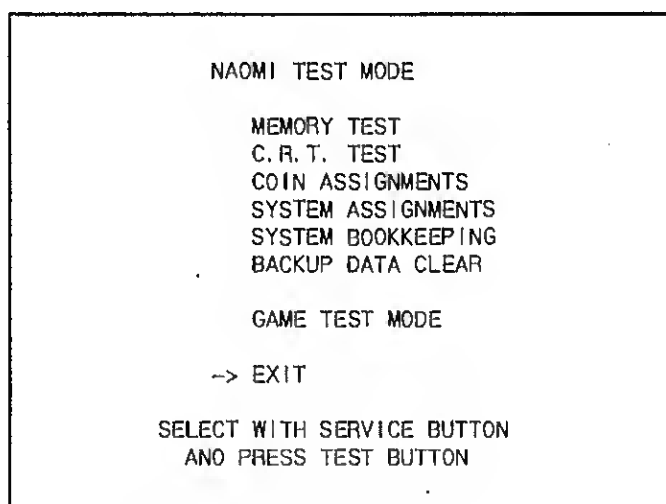 NAOMI TEST MODE
MEMORY TEST
C.R.T. TEST
COIN ASSIGNMENTS
SYSTEM ASSIGNMENTS
SYSTEM BOOKKEEPING
BACKUP DATA CLEAR
GAME TEST MODE
-> EXIT
SELECT WITH SERVICE BUTTON
AND PRESS TEST BUTTON